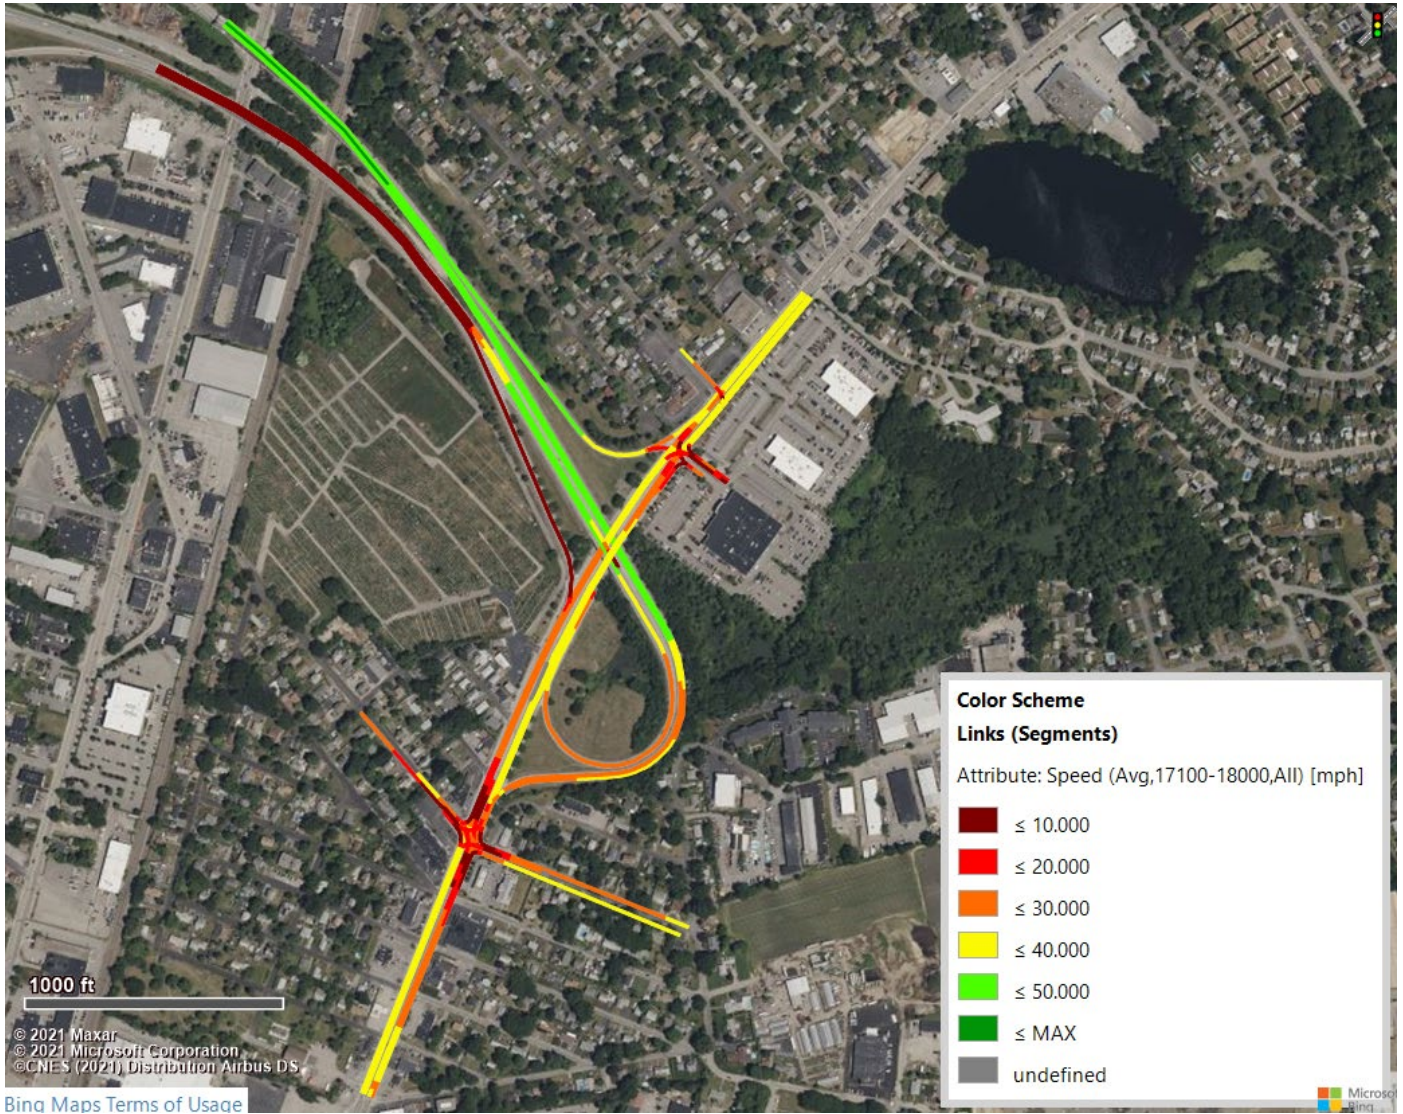 Color Scheme
Links (Segments)
Attribute: Speed (Avg,17100-18000,All) [mph]
≤ 10.000
≤ 20.000
≤ 30.000
≤ 40.000
≤ 50.000
≤ MAX
undefined
1000 ft
© 2021 Maxar
© 2021 Microsoft Corporation
©CNES (2021) Distribution Airbus DS
Bing Maps Terms of Usage
Microso
Bing